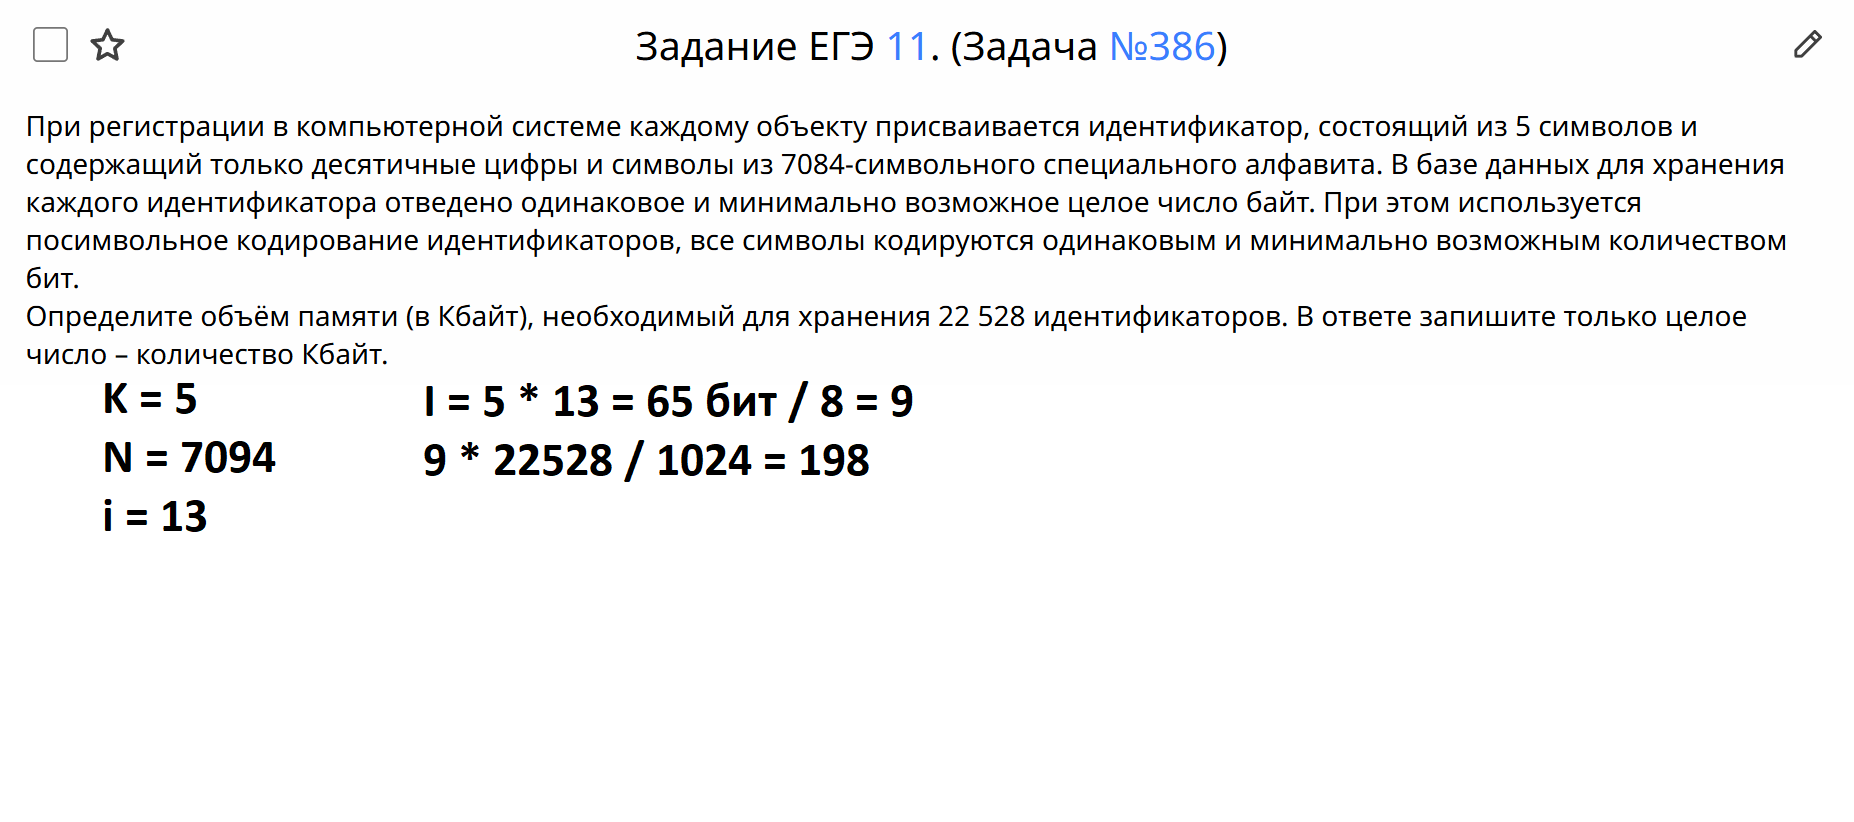 Задание ЕГЭ 11. (Задача №386)
При регистрации в компьютерной системе каждому объекту присваивается идентификатор, состоящий из 5 символов и
содержащий только десятичные цифры и символы из 7084-символьного специального алфавита. В базе данных для хранения
каждого идентификатора отведено одинаковое и минимально возможное целое число байт. При этом используется
посимвольное кодирование идентификаторов, все символы кодируются одинаковым и минимально возможным количеством
бит.
Определите объём памяти (в Кбайт), необходимый для хранения 22 528 идентификаторов. В ответе запишите только целое
число – количество Кбайт.
K = 5
N = 7094
i = 13
I = 5 * 13 = 65 бит / 8 = 9
9 * 22528 / 1024 = 198